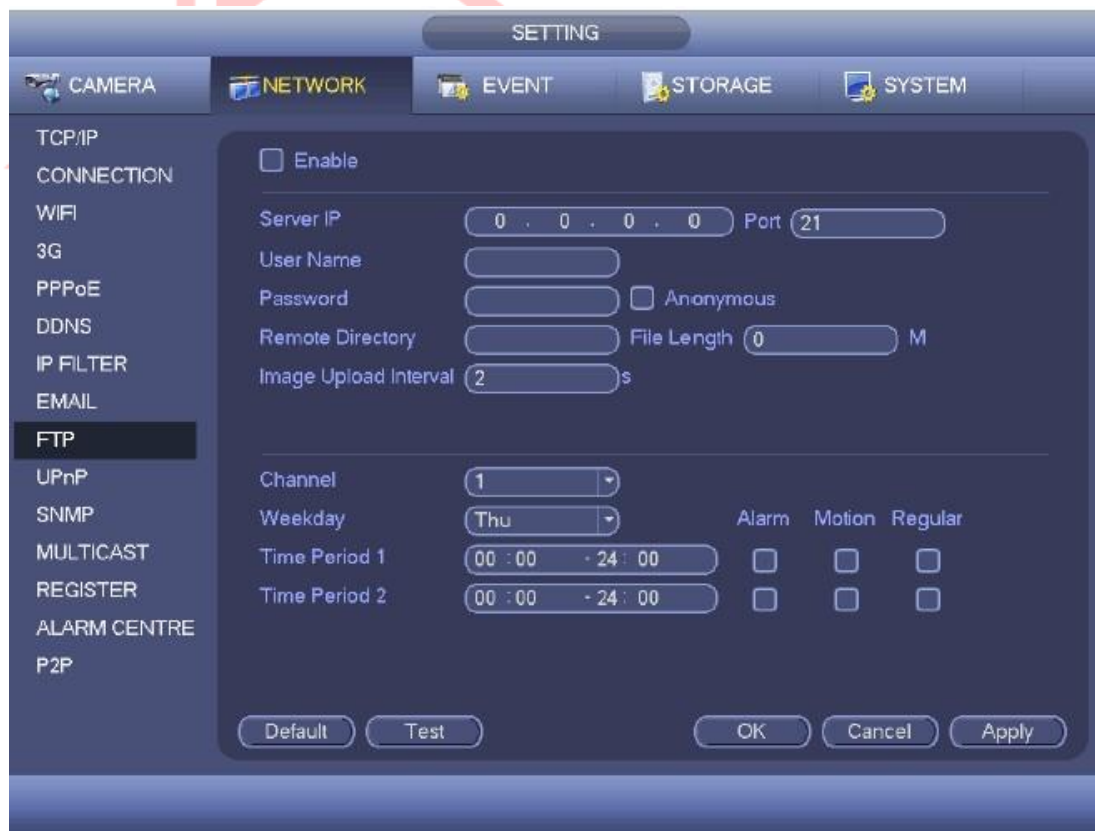 SETTING
CAMERA NETWORK EVENT STORAGE SYSTEM
TCP/IP
CONNECTION
WIFI
3G
PPPoE
DDNS
IP FILTER
EMAIL
FTP
UPnP
SNMP
MULTICAST
REGISTER
ALARM CENTRE
P2P
Enable
Server IP 0 . 0 . 0 . 0 Port 21
User Name
Password Anonymous
Remote Directory File Length 0 M
Image Upload Interval 2 s
Channel 1
Weekday Thu Alarm Motion Regular
Time Period 1 00 :00 - 24 : 00
Time Period 2 00 :00 - 24 : 00
Default Test OK Cancel Apply